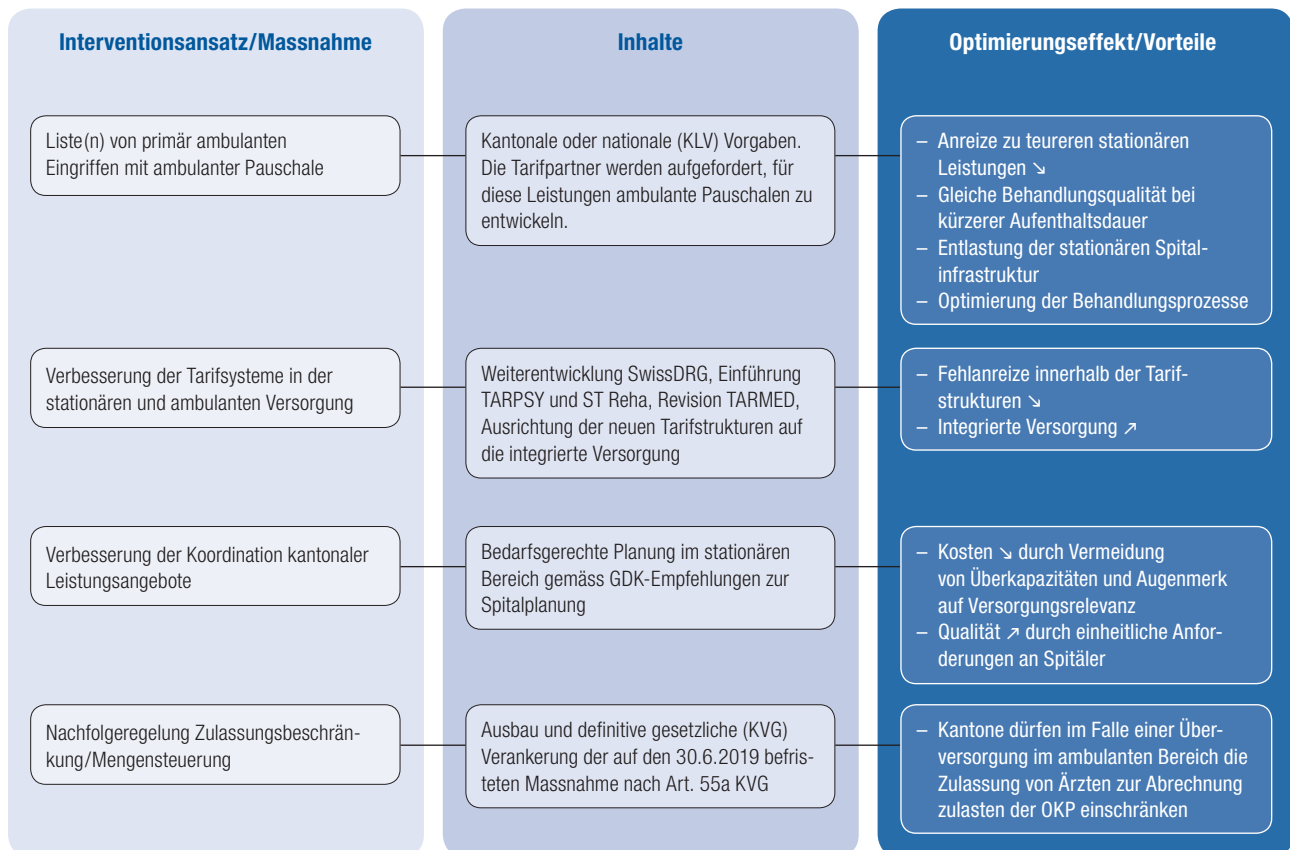 Interventionsansatz/Massnahme
Inhalte
Optimierungseffekt/Vorteile
Liste(n) von primär ambulanten
Eingriffen mit ambulanter Pauschale
Kantonale oder nationale (KLV) Vorgaben.
Die Tarifpartner werden aufgefordert, für
diese Leistungen ambulante Pauschalen zu
entwickeln.
– Anreize zu teureren stationären
Leistungen ↘
– Gleiche Behandlungsqualität bei
kürzerer Aufenthaltsdauer
– Entlastung der stationären Spital-
infrastruktur
– Optimierung der Behandlungsprozesse
Verbesserung der Tarifsysteme in der
stationären und ambulanten Versorgung
Weiterentwicklung SwissDRG, Einführung
TARPSY und ST Reha, Revision TARMED,
Ausrichtung der neuen Tarifstrukturen auf
die integrierte Versorgung
– Fehlanreize innerhalb der Tarif-
strukturen ↘
– Integrierte Versorgung ↗
Verbesserung der Koordination kantonaler
Leistungsangebote
Bedarfsgerechte Planung im stationären
Bereich gemäss GDK-Empfehlungen zur
Spitalplanung
– Kosten ↘ durch Vermeidung
von Überkapazitäten und Augenmerk
auf Versorgungsrelevanz
– Qualität ↗ durch einheitliche Anfor-
derungen an Spitäler
Nachfolgeregelung Zulassungsbeschrän-
kung/Mengensteuerung
Ausbau und definitive gesetzliche (KVG)
Verankerung der auf den 30.6.2019 befris-
teten Massnahme nach Art. 55a KVG
– Kantone dürfen im Falle einer Über-
versorgung im ambulanten Bereich die
Zulassung von Ärzten zur Abrechnung
zulasten der OKP einschränken